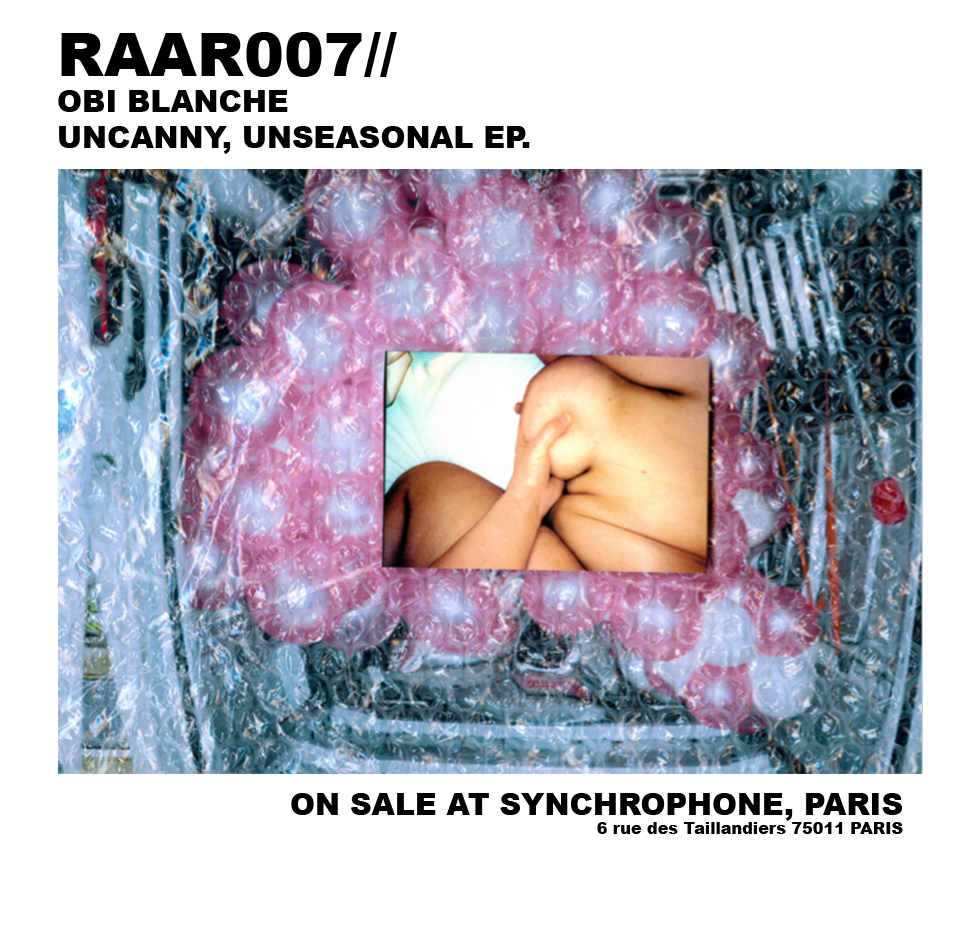 RAAR007//
OBI BLANCHE
UNCANNY, UNSEASONAL EP.
ON SALE AT SYNCHROPHONE, PARIS
6 rue des Taillandiers 75011 PARIS